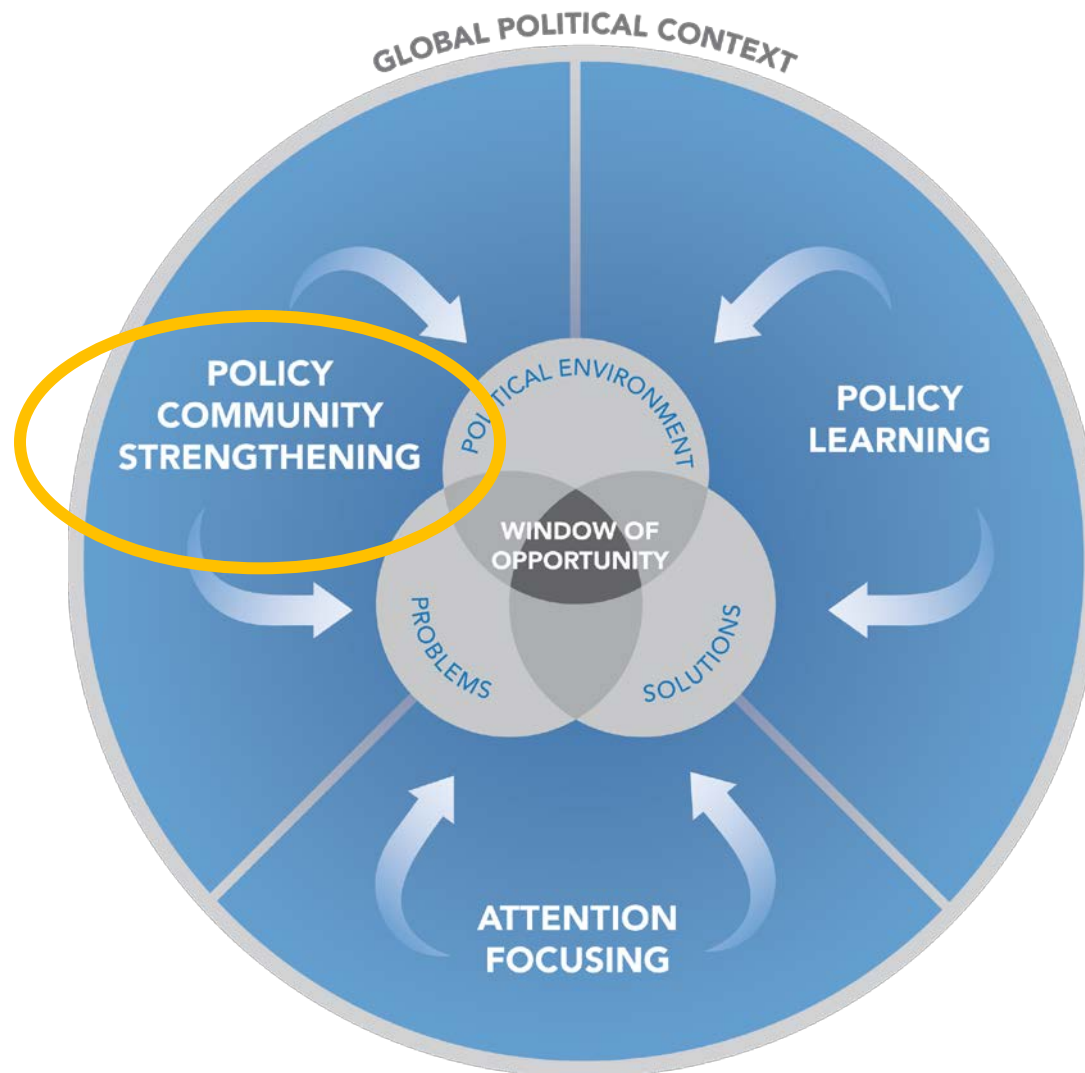 GLOBAL POLITICAL CONTEXT
POLICY
COMMUNITY
STRENGTHENING
POLITICAL ENVIRONMENT
POLICY
LEARNING
WINDOW OF
OPPORTUNITY
PROBLEMS
SOLUTIONS
ATTENTION
FOCUSING